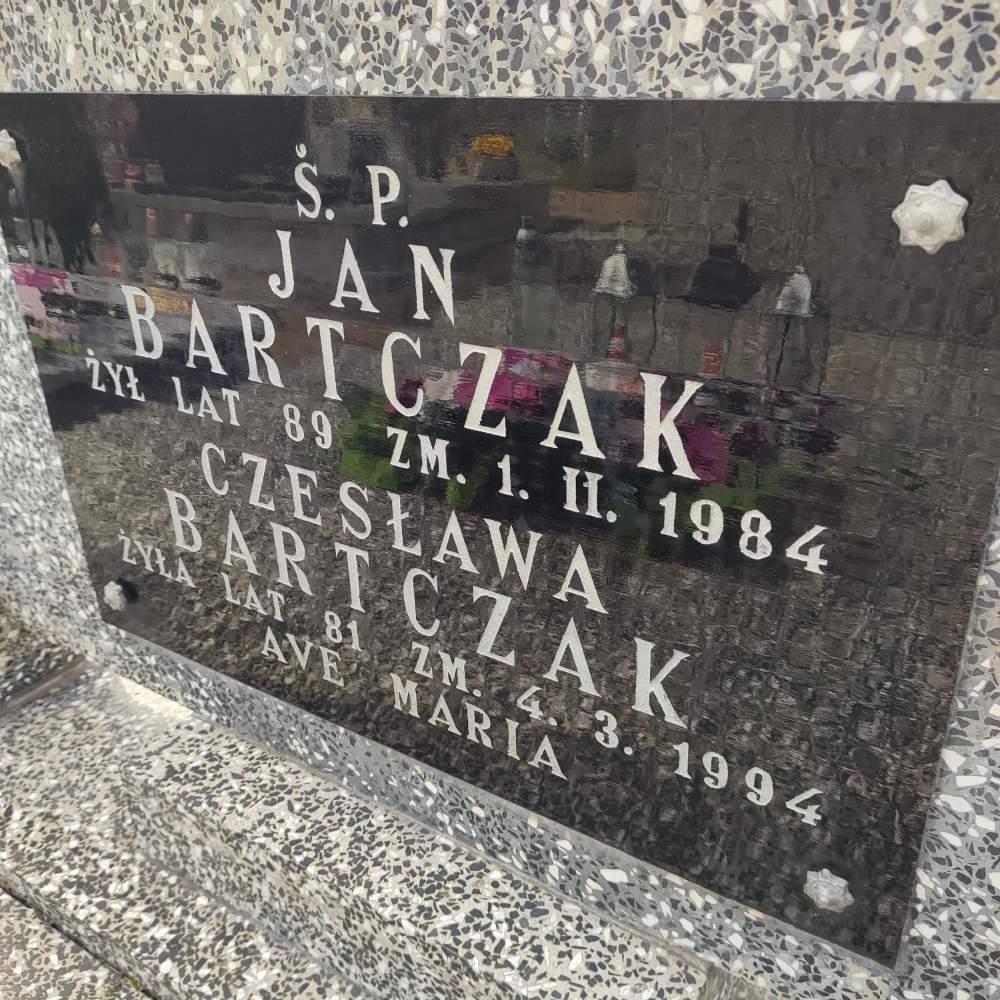 Ś. P.
JAN
BARTCZAK
ŻYŁ LAT 89 ZM. 1. II. 1984
CZESŁAWA
BARTCZAK
ŻYŁA LAT 81 ZM. 4. 3. 1994
AVE MARIA